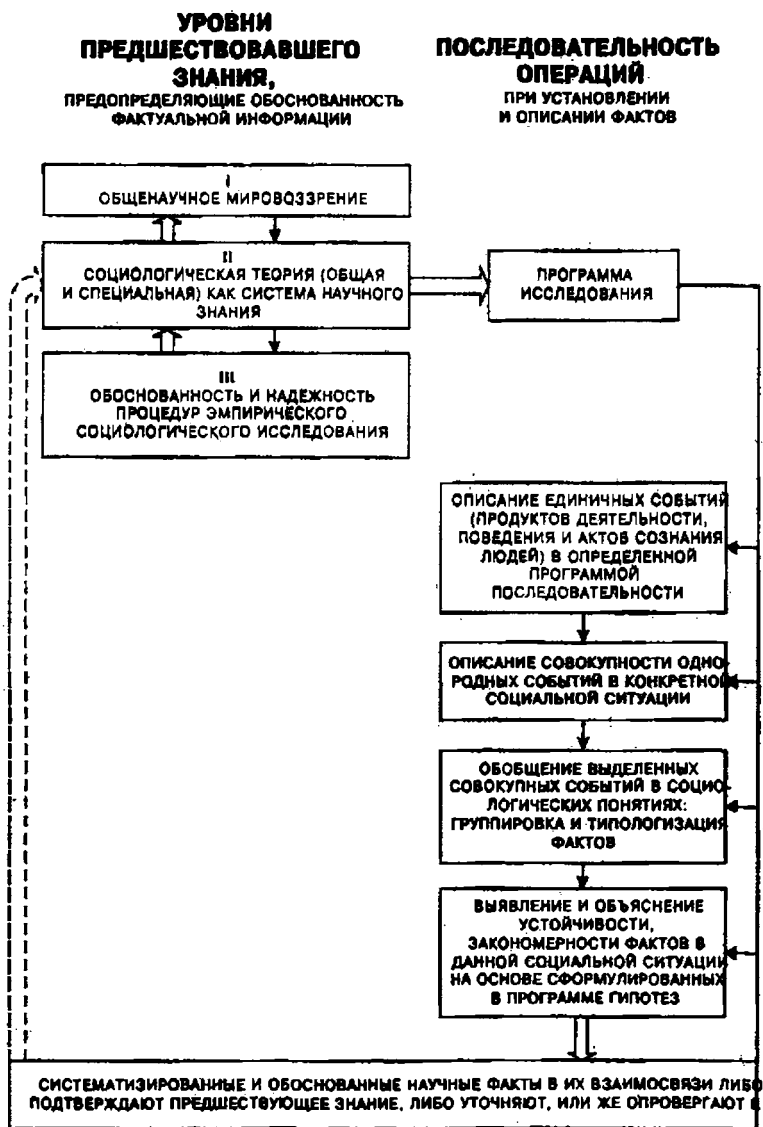 УРОВНИ
ПРЕДШЕСТВОВАВШЕГО
ЗНАНИЯ,
ПРЕДОПРЕДЕЛЯЮЩИЕ ОБОСНОВАННОСТЬ
ФАКТУАЛЬНОЙ ИНФОРМАЦИИ
ПОСЛЕДОВАТЕЛЬНОСТЬ
ОПЕРАЦИЙ
ПРИ УСТАНОВЛЕНИИ
И ОПИСАНИИ ФАКТОВ
I
ОБЩЕНАУЧНОЕ МИРОВОЗЗРЕНИЕ
II
СОЦИОЛОГИЧЕСКАЯ ТЕОРИЯ (ОБЩАЯ
И СПЕЦИАЛЬНАЯ) КАК СИСТЕМА НАУЧНОГО
ЗНАНИЯ
ПРОГРАММА
ИССЛЕДОВАНИЯ
III
ОБОСНОВАННОСТЬ И НАДЕЖНОСТЬ
ПРОЦЕДУР ЭМПИРИЧЕСКОГО
СОЦИОЛОГИЧЕСКОГО ИССЛЕДОВАНИЯ
ОПИСАНИЕ ЕДИНИЧНЫХ СОБЫТИЙ
(ПРОДУКТОВ ДЕЯТЕЛЬНОСТИ,
ПОВЕДЕНИЯ И АКТОВ СОЗНАНИЯ
ЛЮДЕЙ) В ОПРЕДЕЛЕННОЙ
ПРОГРАММОЙ
ПОСЛЕДОВАТЕЛЬНОСТИ
ОПИСАНИЕ СОВОКУПНОСТИ ОДНО-
РОДНЫХ СОБЫТИЙ В КОНКРЕТНОЙ
СОЦИАЛЬНОЙ СИТУАЦИИ
ОБОБЩЕНИЕ ВЫДЕЛЕННЫХ
СОВОКУПНЫХ СОБЫТИЙ В СОЦИО-
ЛОГИЧЕСКИХ ПОНЯТИЯХ:
ГРУППИРОВКА И ТИПОЛОГИЗАЦИЯ
ФАКТОВ
ВЫЯВЛЕНИЕ И ОБЪЯСНЕНИЕ
УСТОЙЧИВОСТИ,
ЗАКОНОМЕРНОСТИ ФАКТОВ В
ДАННОЙ СОЦИАЛЬНОЙ СИТУАЦИИ
НА ОСНОВЕ СФОРМУЛИРОВАННЫХ
В ПРОГРАММЕ ГИПОТЕЗ
СИСТЕМАТИЗИРОВАННЫЕ И ОБОСНОВАННЫЕ НАУЧНЫЕ ФАКТЫ В ИХ ВЗАИМОСВЯЗИ ЛИБО
ПОДТВЕРЖДАЮТ ПРЕДШЕСТВУЮЩЕЕ ЗНАНИЕ, ЛИБО УТОЧНЯЮТ, ИЛИ ЖЕ ОПРОВЕРГАЮТ